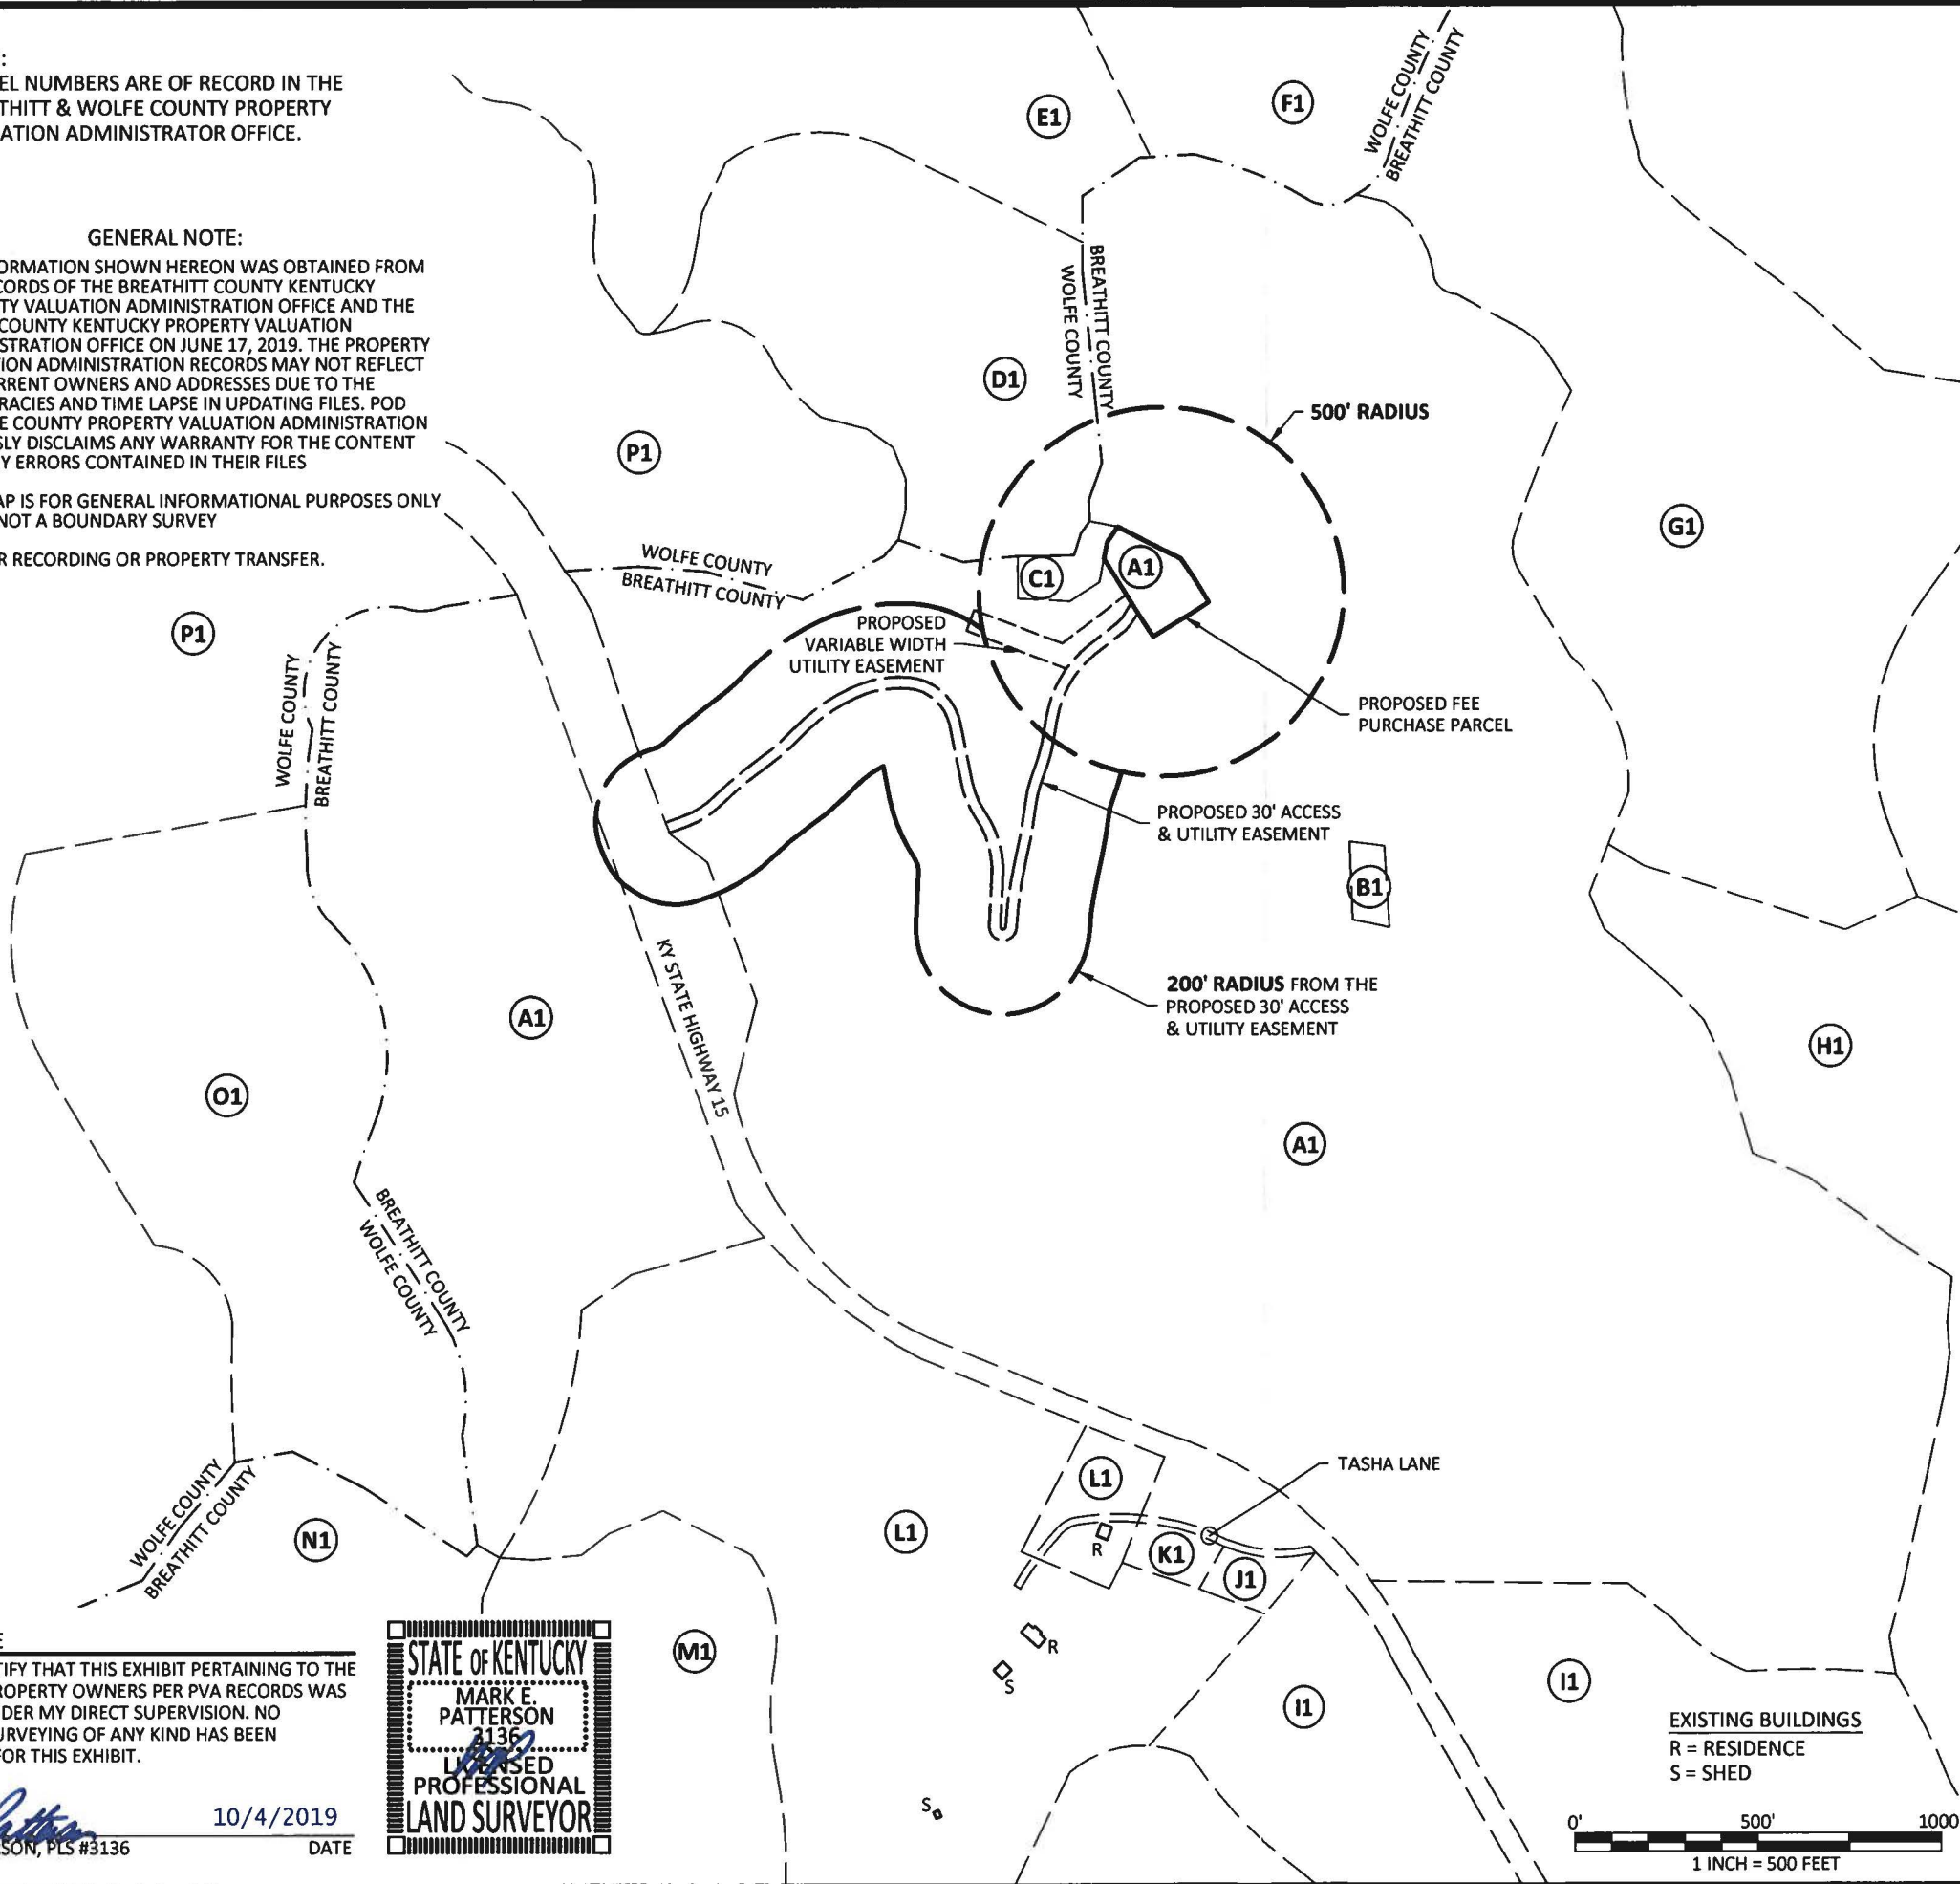 :
EL NUMBERS ARE OF RECORD IN THE
THITT & WOLFE COUNTY PROPERTY
ATION ADMINISTRATOR OFFICE.
GENERAL NOTE:
ORMATION SHOWN HEREON WAS OBTAINED FROM
CORDS OF THE BREATHITT COUNTY KENTUCKY
TY VALUATION ADMINISTRATION OFFICE AND THE
COUNTY KENTUCKY PROPERTY VALUATION
STRATION OFFICE ON JUNE 17, 2019. THE PROPERTY
ION ADMINISTRATION RECORDS MAY NOT REFLECT
RRENT OWNERS AND ADDRESSES DUE TO THE
RACIES AND TIME LAPSE IN UPDATING FILES. POD
E COUNTY PROPERTY VALUATION ADMINISTRATION
SLY DISCLAIMS ANY WARRANTY FOR THE CONTENT
Y ERRORS CONTAINED IN THEIR FILES
AP IS FOR GENERAL INFORMATIONAL PURPOSES ONLY
NOT A BOUNDARY SURVEY
R RECORDING OR PROPERTY TRANSFER.
E1
F1
WOLFE COUNTY
BREATHITT COUNTY
BREATHITT COUNTY
WOLFE COUNTY
D1
500' RADIUS
P1
G1
WOLFE COUNTY
BREATHITT COUNTY
C1
A1
P1
PROPOSED
VARIABLE WIDTH
UTILITY EASEMENT
WOLFE COUNTY
BREATHITT COUNTY
PROPOSED FEE
PURCHASE PARCEL
PROPOSED 30' ACCESS
& UTILITY EASEMENT
B1
KY STATE HIGHWAY 15
200' RADIUS FROM THE
PROPOSED 30' ACCESS
& UTILITY EASEMENT
A1
H1
O1
A1
BREATHITT COUNTY
WOLFE COUNTY
TASHA LANE
L1
WOLFE COUNTY
BREATHITT COUNTY
N1
L1
R
K1
J1
M1
R
S
I1
I1
S
EXISTING BUILDINGS
R = RESIDENCE
S = SHED
0' 500' 1000
1 INCH = 500 FEET
E
TIFY THAT THIS EXHIBIT PERTAINING TO THE
ROPERTY OWNERS PER PVA RECORDS WAS
DER MY DIRECT SUPERVISION. NO
URVEYING OF ANY KIND HAS BEEN
FOR THIS EXHIBIT.
10/4/2019
SON, PLS #3136 DATE
STATE OF KENTUCKY
MARK E.
PATTERSON
3136
LICENSED
PROFESSIONAL
LAND SURVEYOR